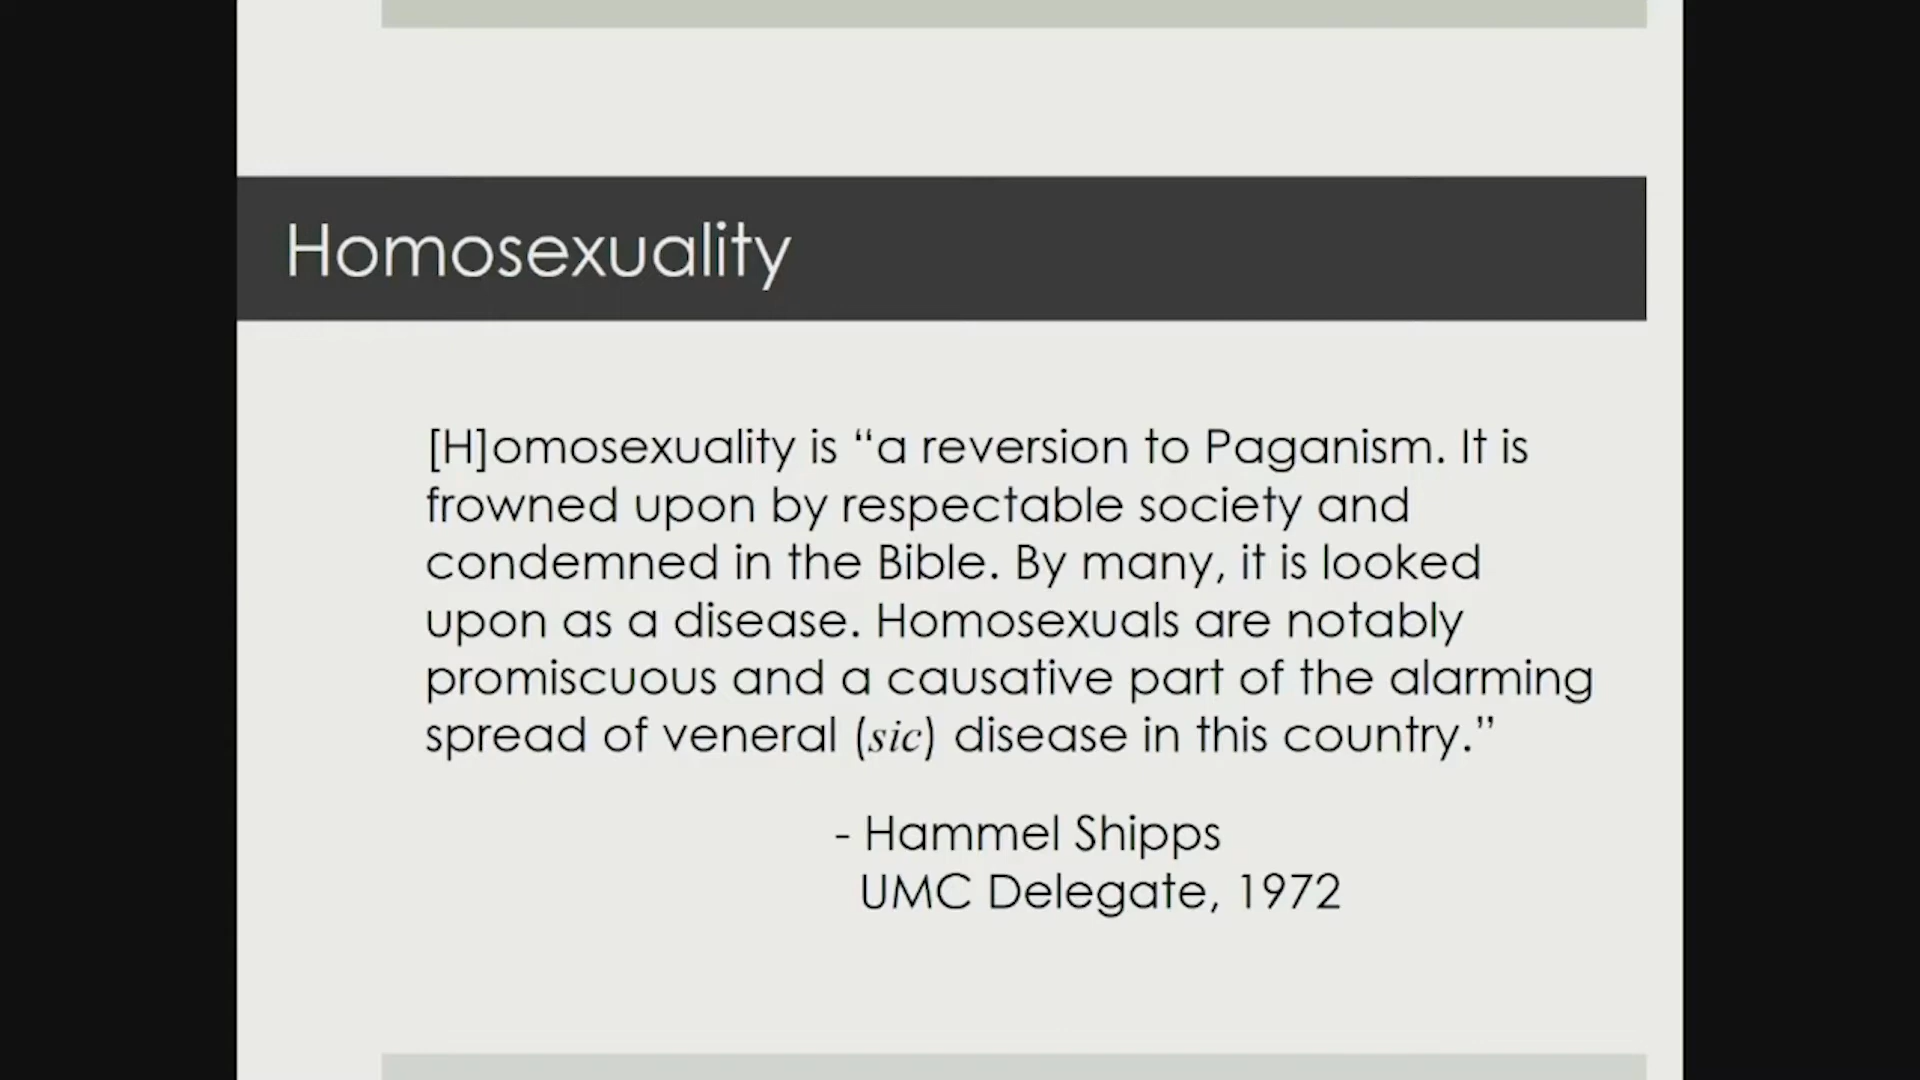 Homosexuality
[H]omosexuality is “a reversion to Paganism. It is
frowned upon by respectable society and
condemned in the Bible. By many, it is looked
upon as a disease. Homosexuals are notably
promiscuous and a causative part of the alarming
spread of veneral (sic) disease in this country.”
- Hammel Shipps
UMC Delegate, 1972